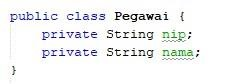 public class Pegawai {
    private String nip;
    private String nama;
}